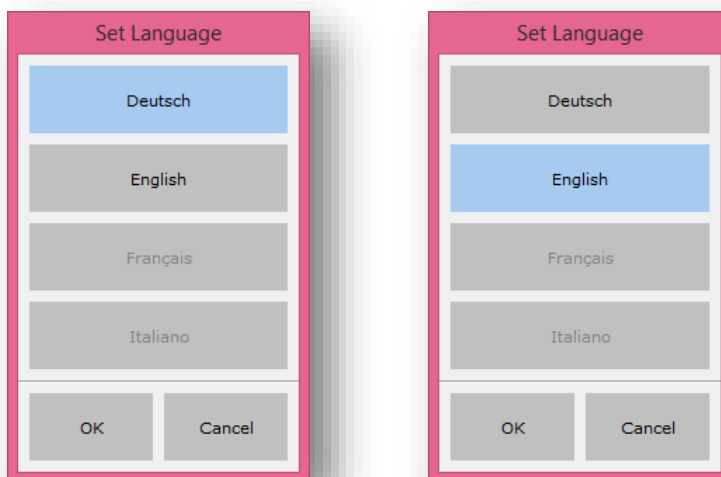 Set Language
Deutsch
English
Français
Italiano
OK Cancel
Set Language
Deutsch
English
Français
Italiano
OK Cancel